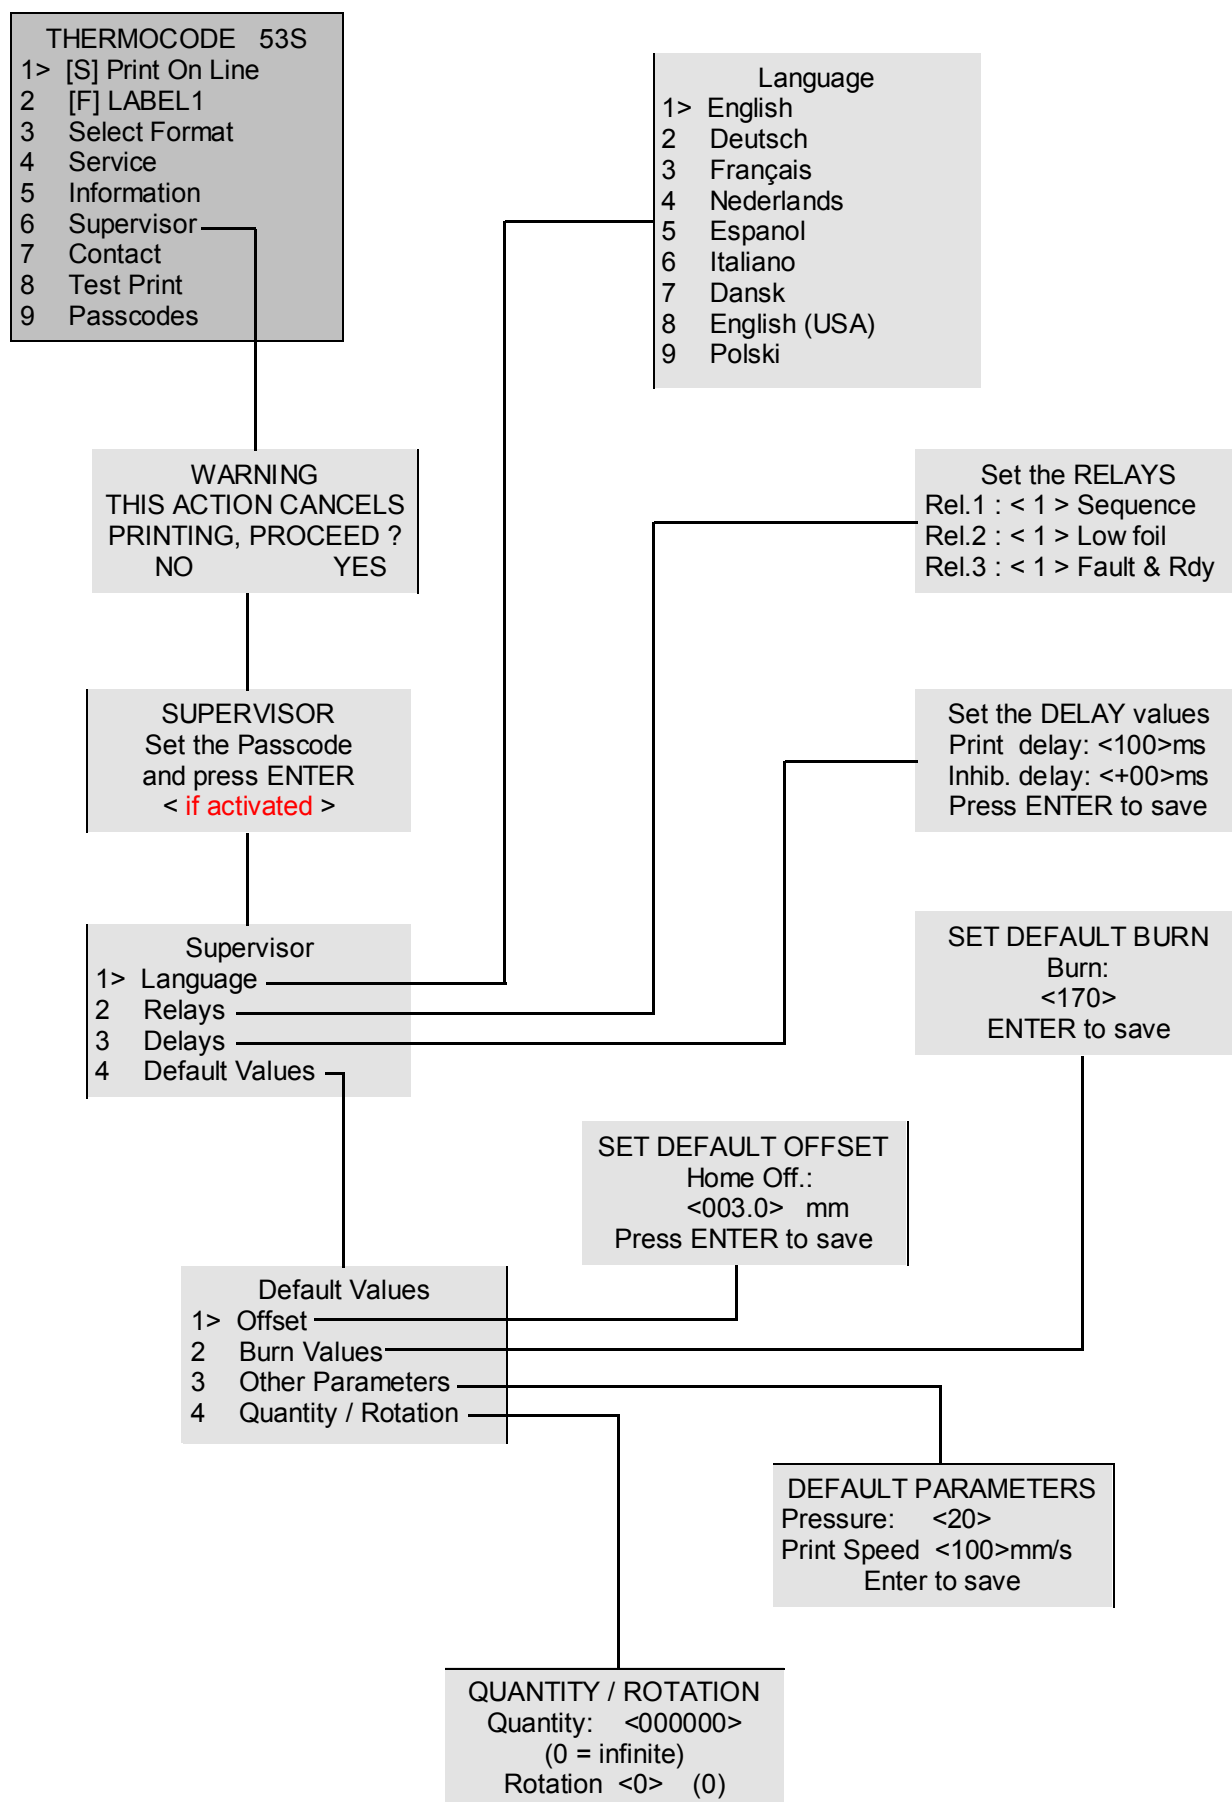 THERMOCODE 53S
1> [S] Print On Line
2 [F] LABEL1
3 Select Format
4 Service
5 Information
6 Supervisor
7 Contact
8 Test Print
9 Passcodes
Language
1> English
2 Deutsch
3 Français
4 Nederlands
5 Espanol
6 Italiano
7 Dansk
8 English (USA)
9 Polski
WARNING
THIS ACTION CANCELS
PRINTING, PROCEED ?
NO YES
Set the RELAYS
Rel.1 : < 1 > Sequence
Rel.2 : < 1 > Low foil
Rel.3 : < 1 > Fault & Rdy
SUPERVISOR
Set the Passcode
and press ENTER
< if activated >
Set the DELAY values
Print delay: <100>ms
Inhib. delay: <+00>ms
Press ENTER to save
Supervisor
1> Language
2 Relays
3 Delays
4 Default Values
SET DEFAULT BURN
Burn:
<170>
ENTER to save
SET DEFAULT OFFSET
Home Off.:
<003.0> mm
Press ENTER to save
Default Values
1> Offset
2 Burn Values
3 Other Parameters
4 Quantity / Rotation
DEFAULT PARAMETERS
Pressure: <20>
Print Speed <100>mm/s
Enter to save
QUANTITY / ROTATION
Quantity: <000000>
(0 = infinite)
Rotation <0> (0)